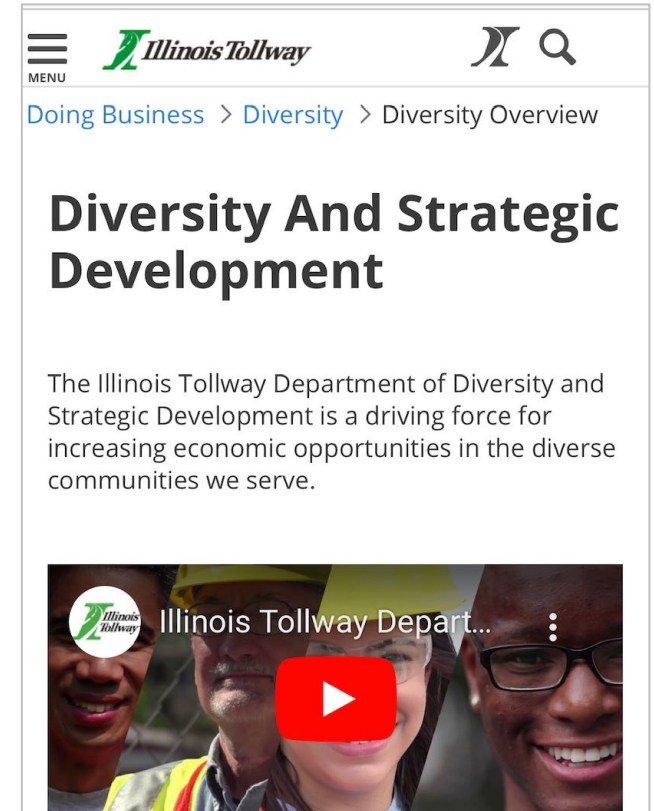 Illinois Tollway
MENU
Doing Business > Diversity > Diversity Overview
Diversity And Strategic
Development
The Illinois Tollway Department of Diversity and
Strategic Development is a driving force for
increasing economic opportunities in the diverse
communities we serve.
Illinois
Tollway
Illinois Tollway Depart...